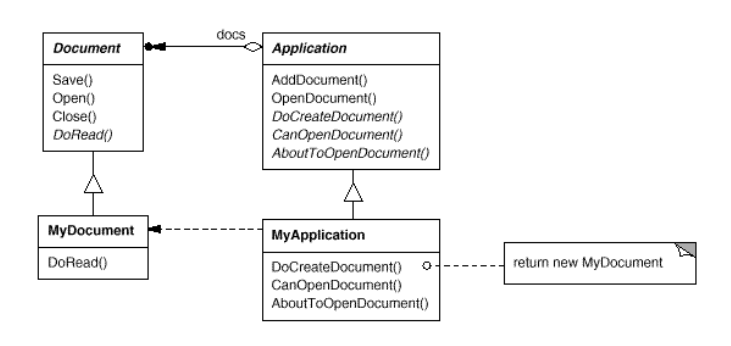 docs
Document
Save()
Open()
Close()
DoRead()
Application
AddDocument()
OpenDocument()
DoCreateDocument()
CanOpenDocument()
AboutToOpenDocument()
MyDocument
DoRead()
MyApplication
DoCreateDocument()
CanOpenDocument()
AboutToOpenDocument()
return new MyDocument